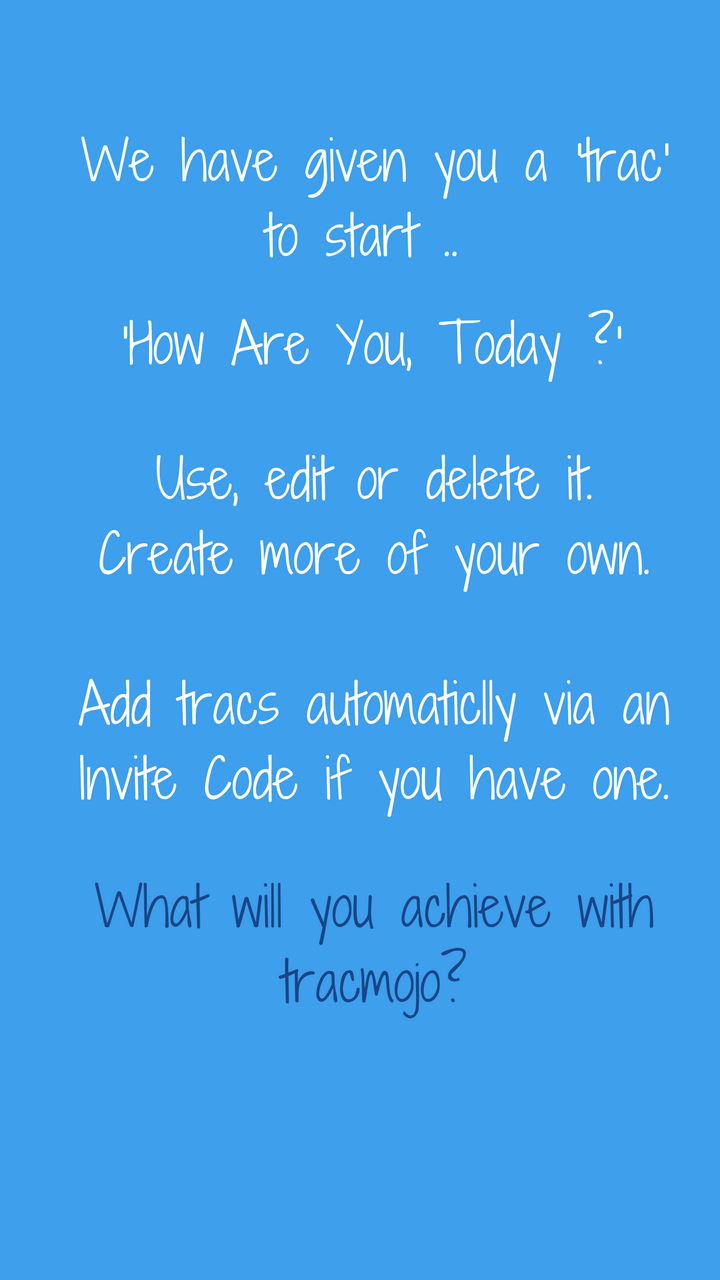 We have given you a 'trac'
to start ..
'How Are You, Today ?'
Use, edit or delete it.
Create more of your own.
Add tracs automaticlly via an
Invite Code if you have one.
What will you achieve with
tracmojo?